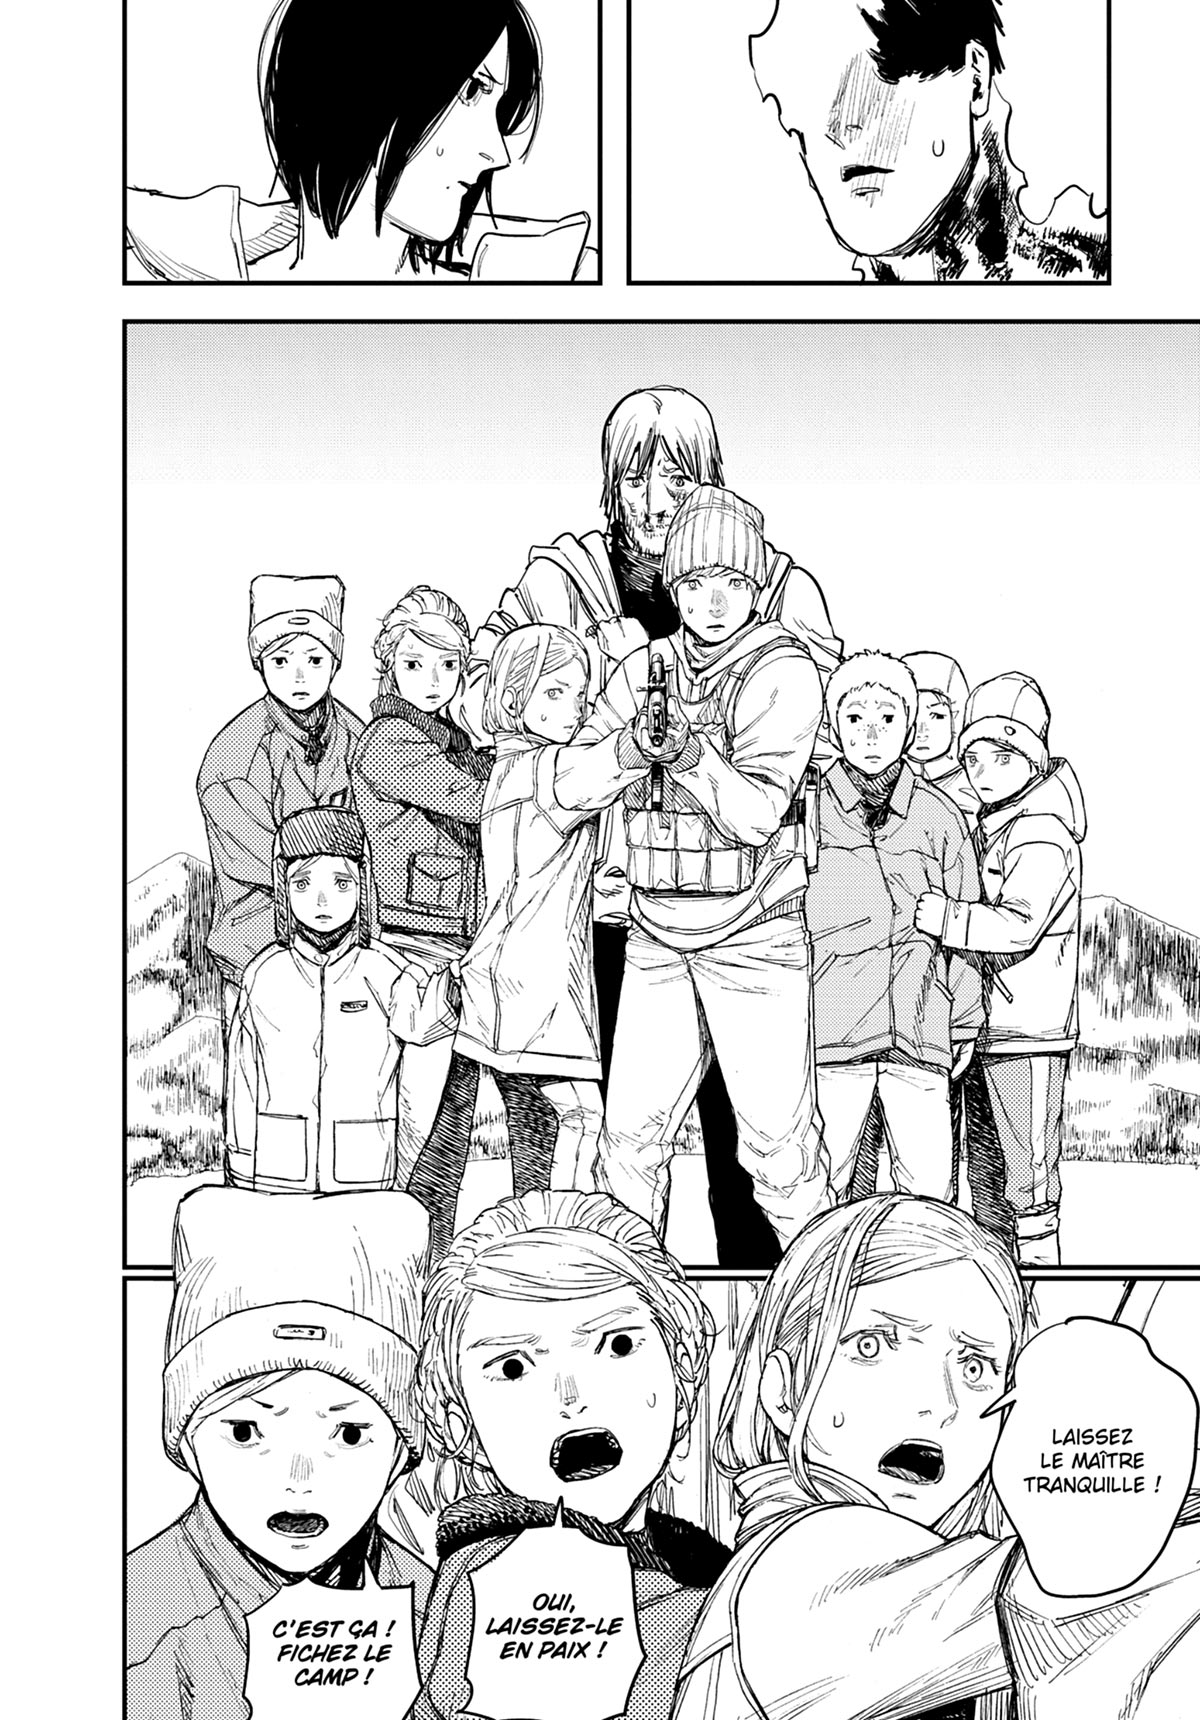 LAISSEZ
LE MAÎTRE
TRANQUILLE !
OUI,
LAISSEZ-LE
EN PAIX !
C'EST ÇA !
FICHEZ LE
CAMP !